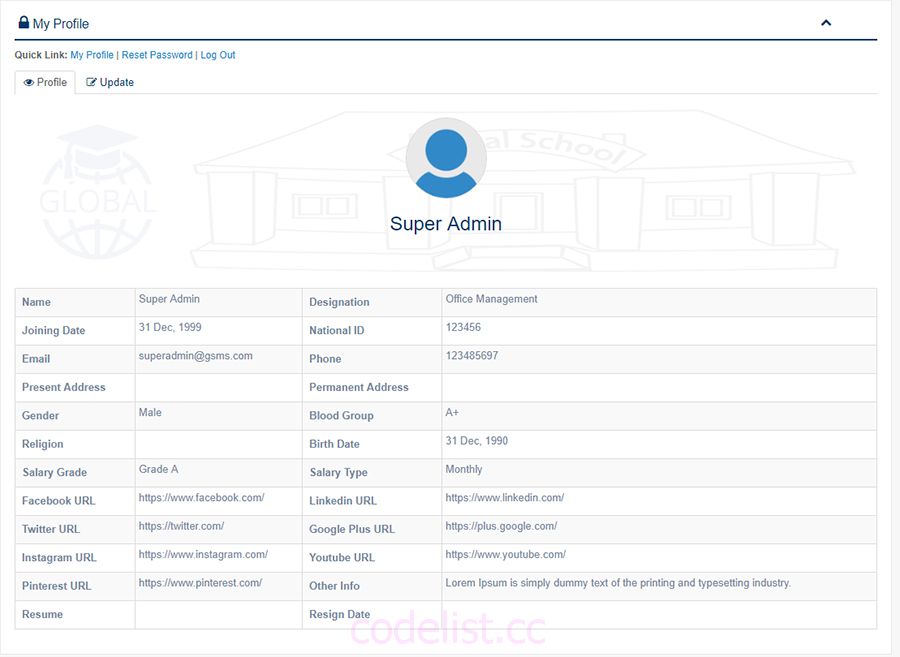 My Profile
Quick Link: My Profile | Reset Password | Log Out
Profile Update
GLOBAL
al School
Super Admin
Name Super Admin Designation Office Management
Joining Date 31 Dec, 1999 National ID 123456
Email superadmin@gsms.com Phone 123485697
Present Address Permanent Address
Gender Male Blood Group A+
Religion Birth Date 31 Dec, 1990
Salary Grade Grade A Salary Type Monthly
Facebook URL https://www.facebook.com/ Linkedin URL https://www.linkedin.com/
Twitter URL https://twitter.com/ Google Plus URL https://plus.google.com/
Instagram URL https://www.instagram.com/ Youtube URL https://www.youtube.com/
Pinterest URL https://www.pinterest.com/ Other Info Lorem Ipsum is simply dummy text of the printing and typesetting industry.
Resume Resign Date
codelist.cc